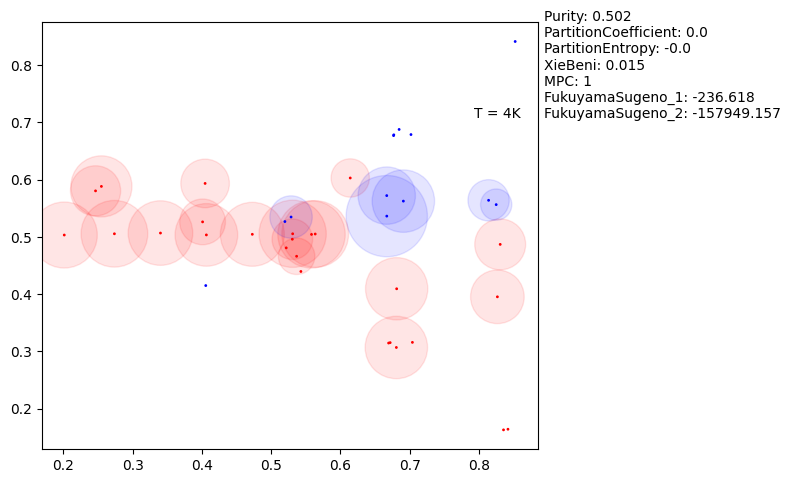 Purity: 0.502
PartitionCoefficient: 0.0
PartitionEntropy: -0.0
XieBeni: 0.015
MPC: 1
FukuyamaSugeno_1: -236.618
FukuyamaSugeno_2: -157949.157
T = 4K
0.8
0.7
0.6
0.5
0.4
0.3
0.2
0.2 0.3 0.4 0.5 0.6 0.7 0.8